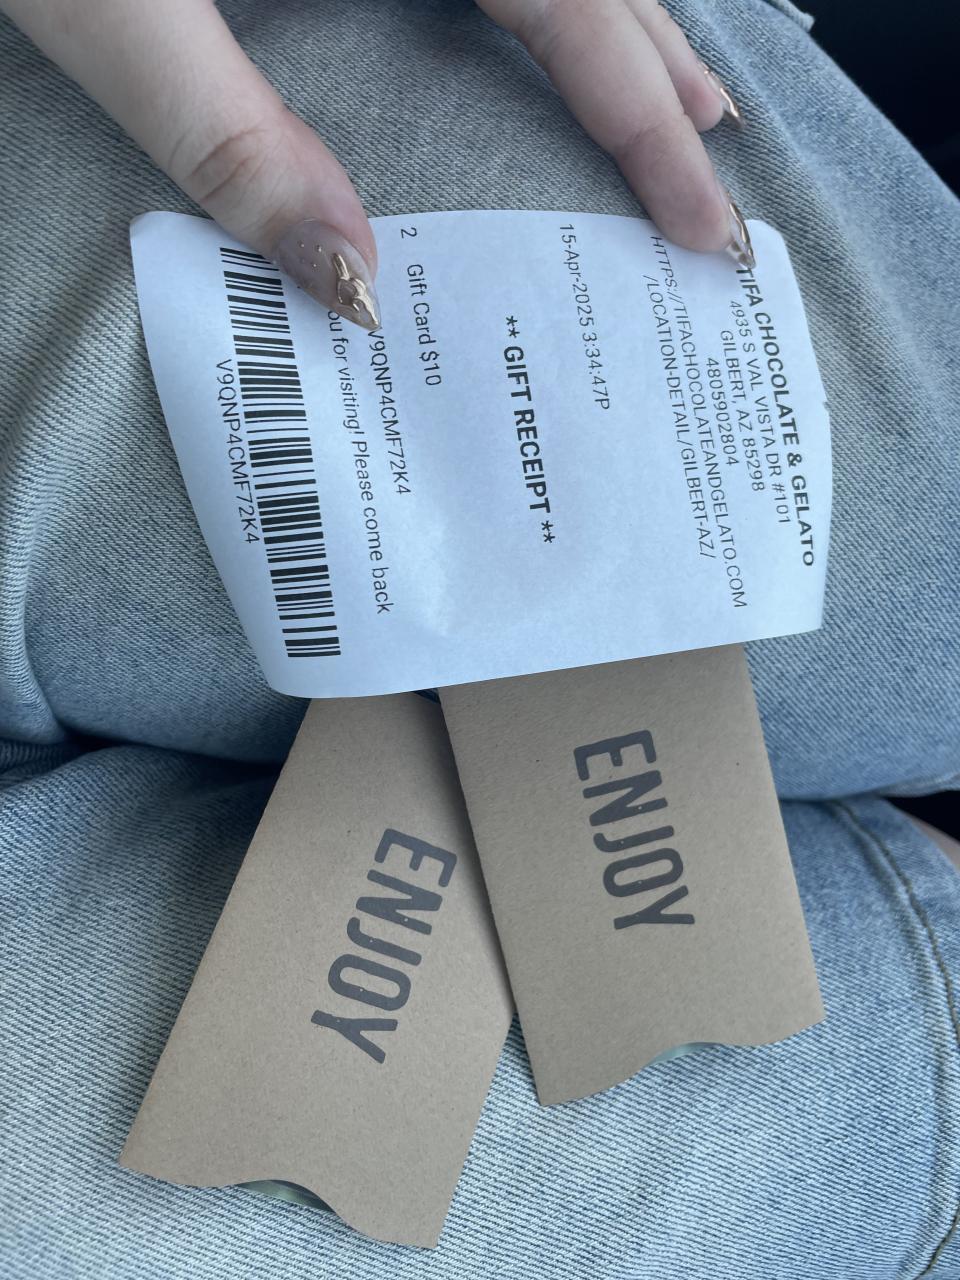 TIFA CHOCOLATE & GELATO
4935 S VAL VISTA DR #101
GILBERT, AZ 85298
4805902804
HTTPS://TIFACHOCOLATEANDGELATO.COM
/LOCATION-DETAIL/GILBERT-AZ/
15-Apr-2025 3:34:47P
** GIFT RECEIPT **
2 Gift Card $10
V9QNP4CMF72K4
for visiting! Please come back
V9QNP4CMF72K4
ENJOY
ENJOY